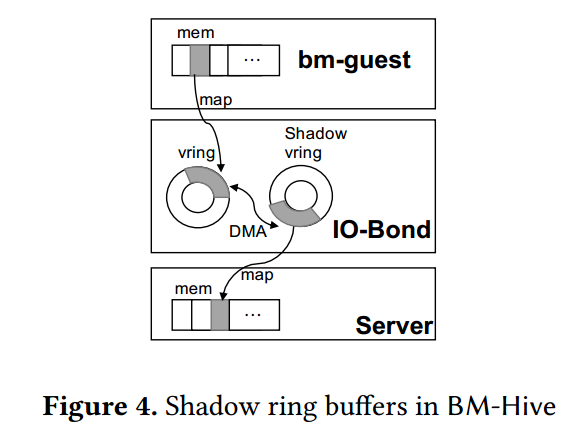 mem
... bm-guest
map
Shadow
vring vring
DMA IO-Bond
map
mem
...
Server
Figure 4. Shadow ring buffers in BM-Hive